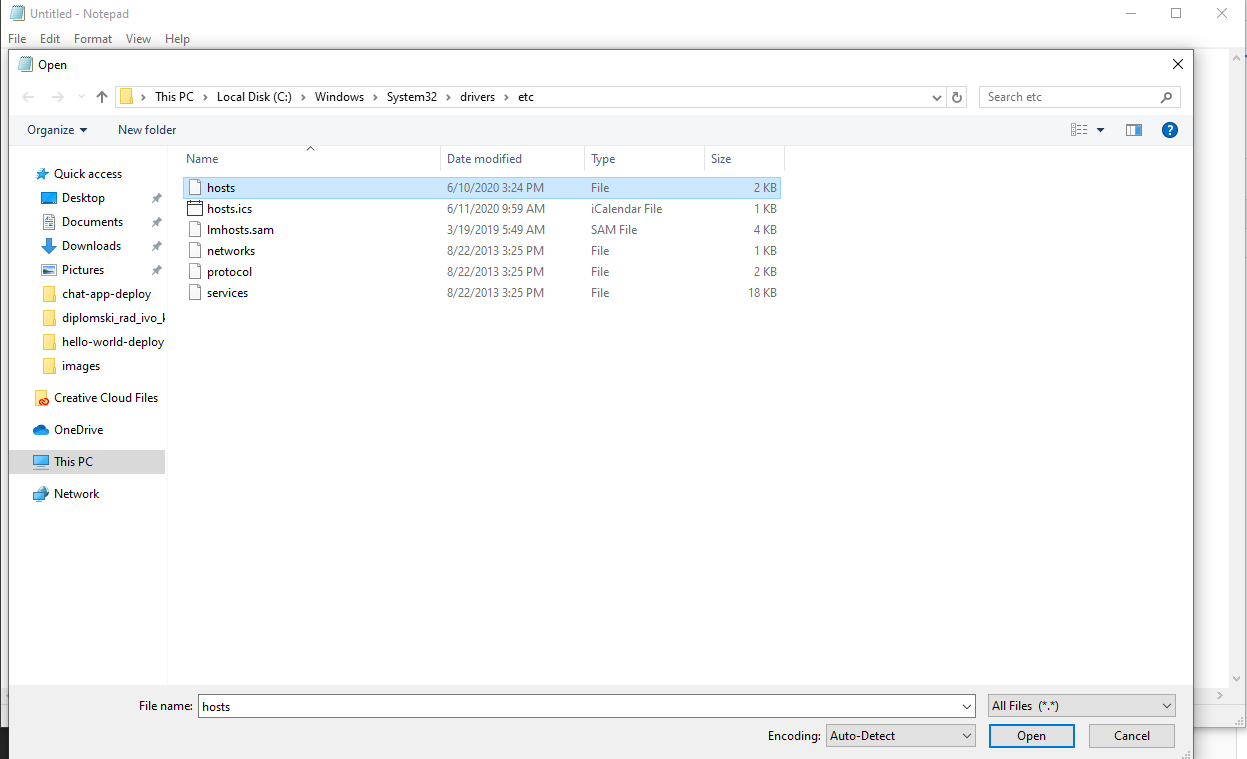 Untitled - Notepad
File Edit Format View Help
Open
This PC Local Disk (C:) Windows System32 drivers etc Search etc
Organize New folder
Name Date modified Type Size
Quick access
Desktop
Documents
Downloads
Pictures
chat-app-deploy
diplomski_rad_ivo_k
hello-world-deploy
images
Creative Cloud Files
OneDrive
This PC
Network
hosts 6/10/2020 3:24 PM File 2 KB
hosts.ics 6/11/2020 9:59 AM iCalendar File 1 KB
lmhosts.sam 3/19/2019 5:49 AM SAM File 4 KB
networks 8/22/2013 3:25 PM File 1 KB
protocol 8/22/2013 3:25 PM File 2 KB
services 8/22/2013 3:25 PM File 18 KB
File name: hosts All Files (*.*)
Encoding: Auto-Detect Open Cancel